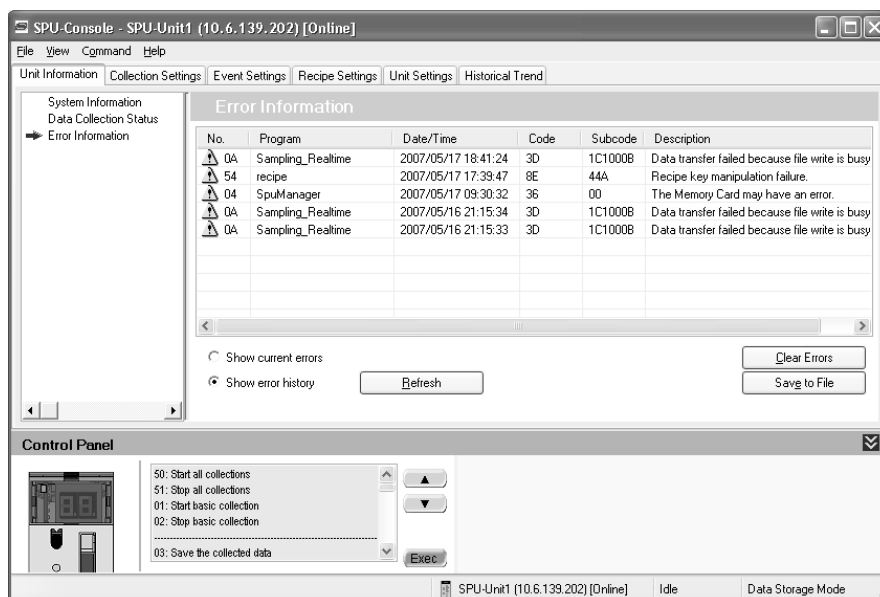 SPU-Console - SPU-Unit1 (10.6.139.202) [Online]
File View Command Help
Unit Information Collection Settings Event Settings Recipe Settings Unit Settings Historical Trend
System Information
Data Collection Status
Error Information
Error Information
No. Program Date/Time Code Subcode Description
0A Sampling_Realtime 2007/05/17 18:41:24 3D 1C1000B Data transfer failed because file write is busy
54 recipe 2007/05/17 17:39:47 8E 44A Recipe key manipulation failure.
04 SpuManager 2007/05/17 09:30:32 36 00 The Memory Card may have an error.
0A Sampling_Realtime 2007/05/16 21:15:34 3D 1C1000B Data transfer failed because file write is busy
0A Sampling_Realtime 2007/05/16 21:15:33 3D 1C1000B Data transfer failed because file write is busy
Show current errors
Clear Errors
Show error history Refresh Save to File
Control Panel
50: Start all collections
51: Stop all collections
01: Start basic collection
02: Stop basic collection
03: Save the collected data
Exec
SPU-Unit1 (10.6.139.202) [Online] Idle Data Storage Mode